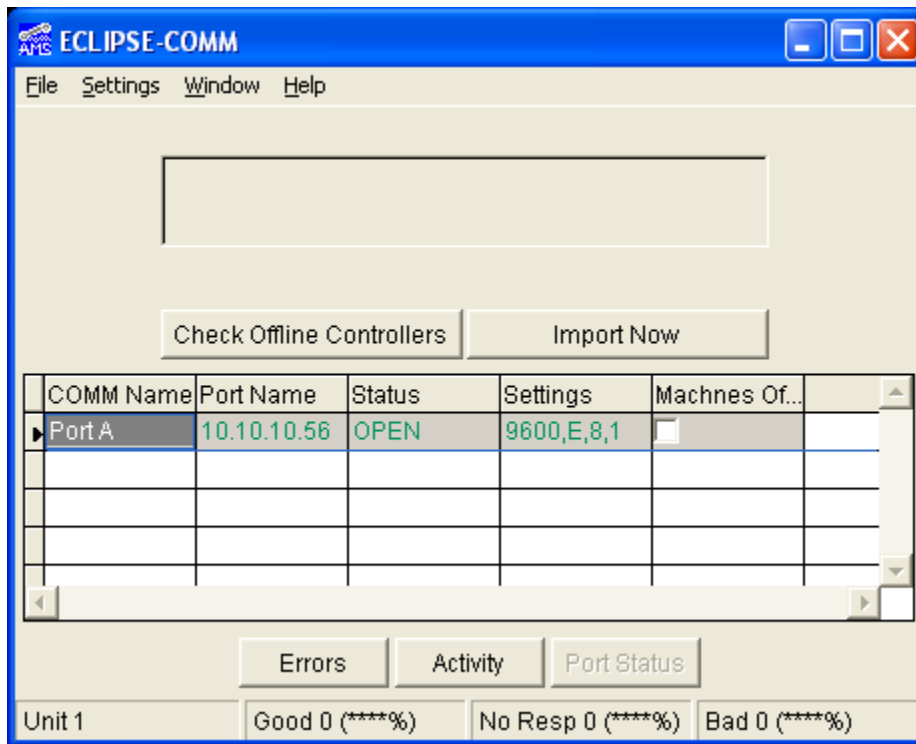 AMS ECLIPSE-COMM
File Settings Window Help
Check Offline Controllers Import Now
COMM Name Port Name Status Settings Machnes Of...
Port A 10.10.10.56 OPEN 9600,E,8,1
Errors Activity Port Status
Unit 1 Good 0 (****%) No Resp 0 (****%) Bad 0 (****%)